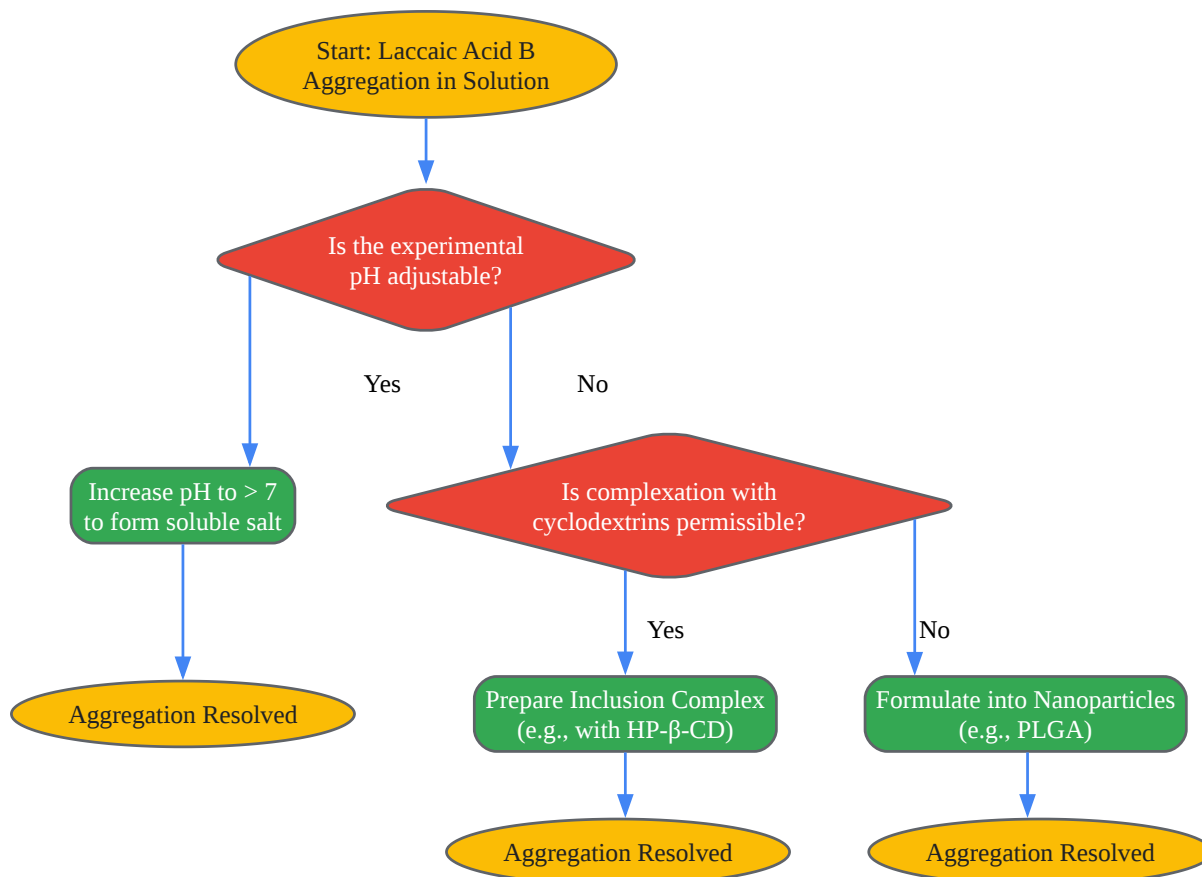 Start: Laccaic Acid B
Aggregation in Solution
Is the experimental
pH adjustable?
Yes
No
Increase pH to > 7
to form soluble salt
Is complexation with
cyclodextrins permissible?
Yes
No
Aggregation Resolved
Prepare Inclusion Complex
(e.g., with HP-β-CD)
Formulate into Nanoparticles
(e.g., PLGA)
Aggregation Resolved
Aggregation Resolved